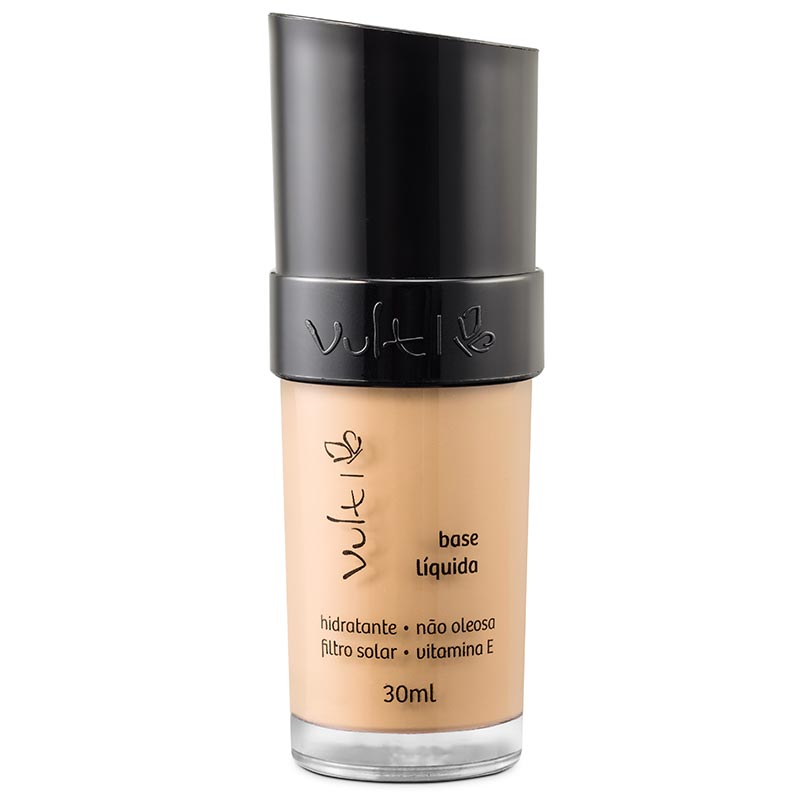 Vult
Vult
base
líquida
hidratante • não oleosa
filtro solar • vitamina E
30ml